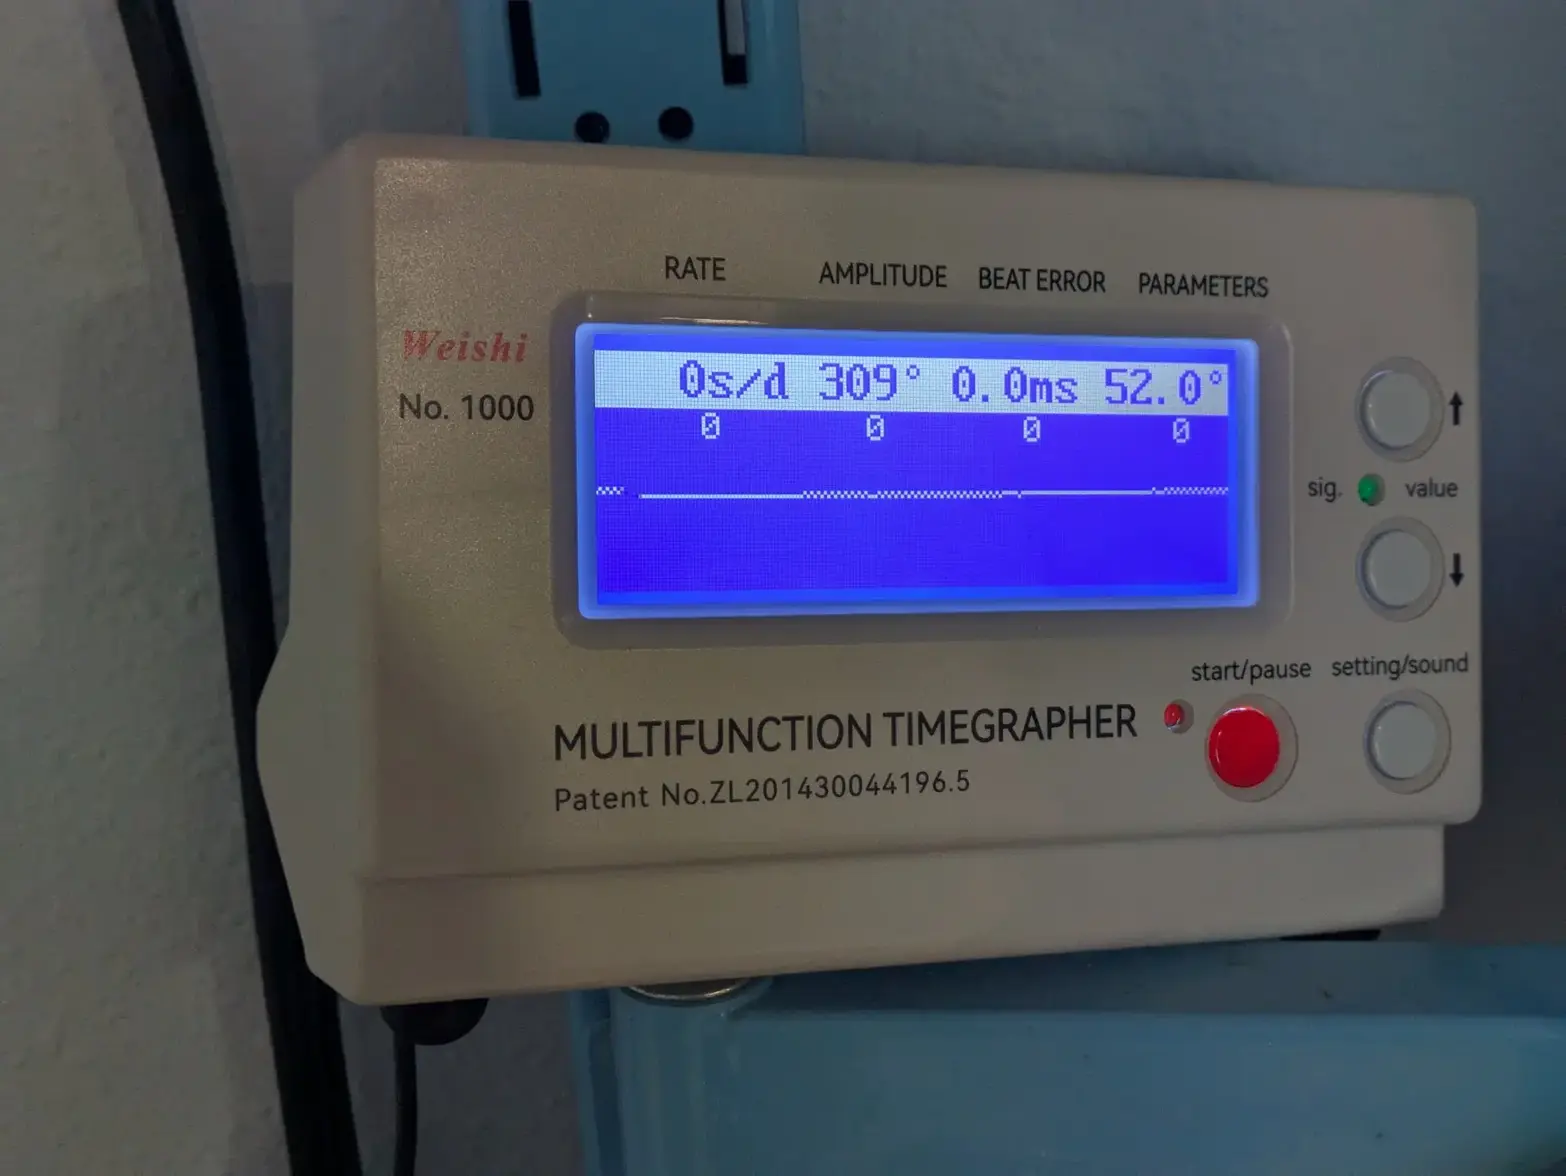 RATE AMPLITUDE BEAT ERROR PARAMETERS
Weishi
No. 1000
0s/d 309° 0.0ms 52.0°
0 0 0 0
↑
sig. value
↓
start/pause setting/sound
MULTIFUNCTION TIMEGRAPHER
Patent No.ZL201430044196.5